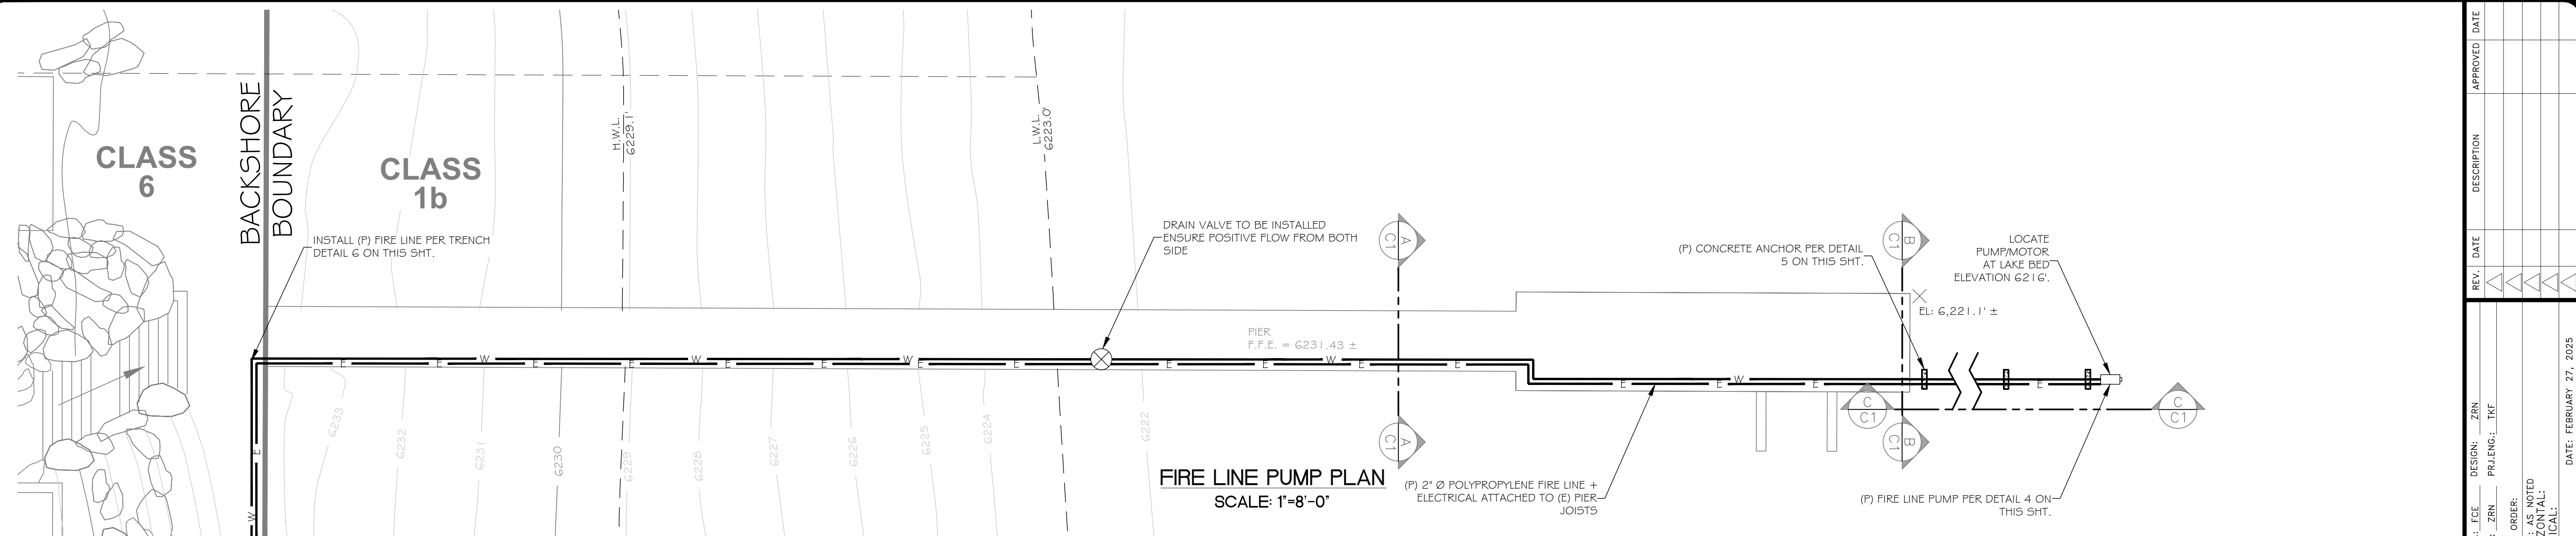 CLASS
6
BACKSHORE
BOUNDARY
CLASS
1b
H.W.L.
6229.1'
L.W.L.
6223.0'
INSTALL (P) FIRE LINE PER TRENCH
DETAIL 6 ON THIS SHT.
DRAIN VALVE TO BE INSTALLED
ENSURE POSITIVE FLOW FROM BOTH
SIDE
A
C1
B
C1
(P) CONCRETE ANCHOR PER DETAIL
5 ON THIS SHT.
LOCATE
PUMP/MOTOR
AT LAKE BED
ELEVATION 6216'.
EL: 6,221.1' ±
PIER
F.F.E. = 6231.43 ±
E
E
W
E
E
W
E
E
W
E
E
E
E
W
E
E
E
E
W
E
E
E
W
6233
6232
6231
6230
6229
6228
6227
6226
6225
6224
6222
A
C1
B
C1
C
C1
C
C1
FIRE LINE PUMP PLAN
SCALE: 1"=8'-0"
(P) 2" Ø POLYPROPYLENE FIRE LINE +
ELECTRICAL ATTACHED TO (E) PIER
JOISTS
(P) FIRE LINE PUMP PER DETAIL 4 ON
THIS SHT.
REV. DATE DESCRIPTION APPROVED DATE
.: FCE DESIGN: ZRN
: ZRN PRJ.ENG.: TKF
ORDER:
: AS NOTED
ZONTAL:
ICAL:
DATE: FEBRUARY 27, 2025